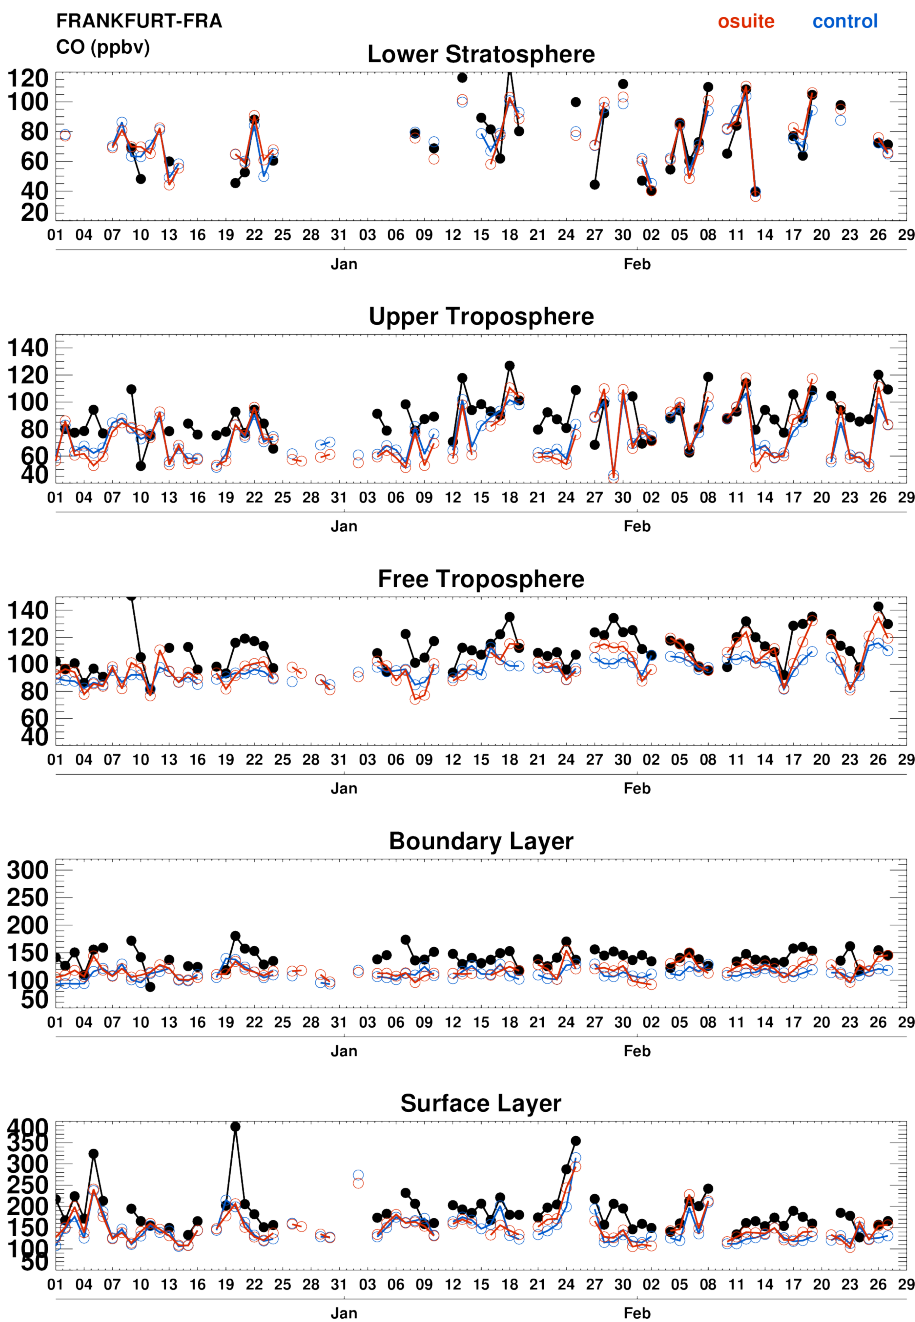 FRANKFURT-FRA osuite control
CO (ppbv)
Lower Stratosphere
120
100
80
60
40
20
01 04 07 10 13 16 19 22 25 28 31 03 06 09 12 15 18 21 24 27 30 02 05 08 11 14 17 20 23 26 29
Jan Feb
Upper Troposphere
140
120
100
80
60
40
01 04 07 10 13 16 19 22 25 28 31 03 06 09 12 15 18 21 24 27 30 02 05 08 11 14 17 20 23 26 29
Jan Feb
Free Troposphere
140
120
100
80
60
40
01 04 07 10 13 16 19 22 25 28 31 03 06 09 12 15 18 21 24 27 30 02 05 08 11 14 17 20 23 26 29
Jan Feb
Boundary Layer
300
250
200
150
100
50
01 04 07 10 13 16 19 22 25 28 31 03 06 09 12 15 18 21 24 27 30 02 05 08 11 14 17 20 23 26 29
Jan Feb
Surface Layer
400
350
300
250
200
150
100
50
01 04 07 10 13 16 19 22 25 28 31 03 06 09 12 15 18 21 24 27 30 02 05 08 11 14 17 20 23 26 29
Jan Feb